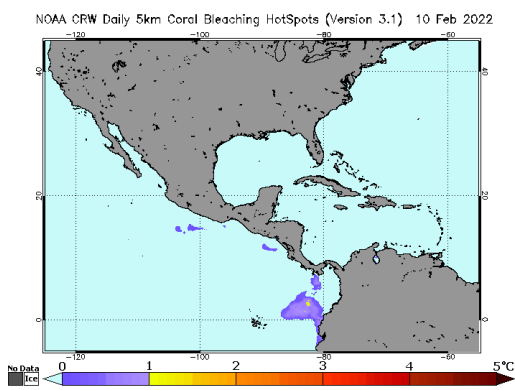 NOAA CRW Daily 5km Coral Bleaching HotSpots (Version 3.1) 10 Feb 2022
-120 -100 -80 -60
40 40
20 20
0 0
-120 -100 -80 -60
No Data
Ice
0 1 2 3 4 5°C